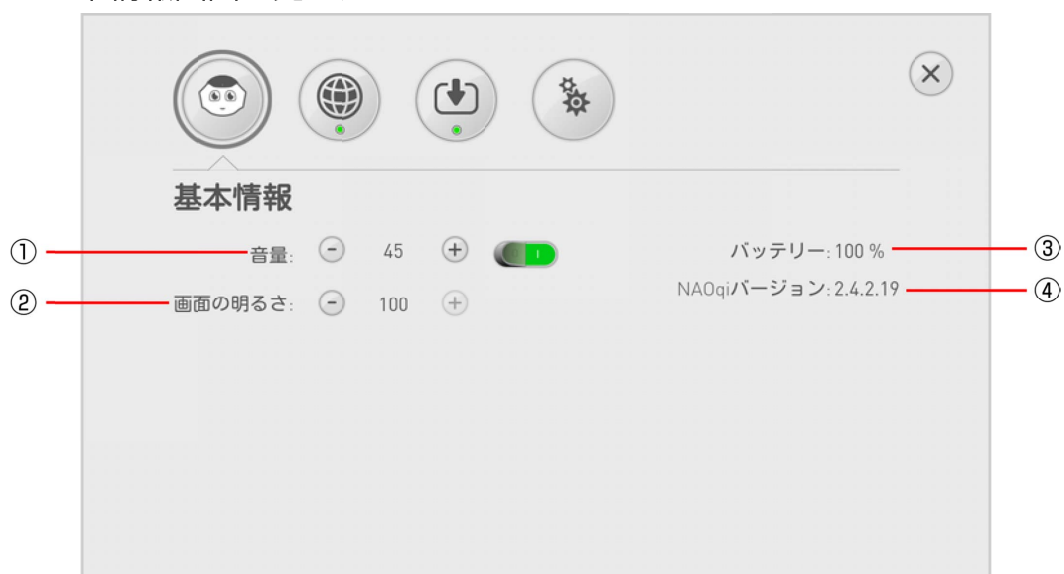 基本情報
① 音量: 45
② 画面の明るさ: 100
バッテリー: 100 % ③
NAOqiバージョン: 2.4.2.19 ④